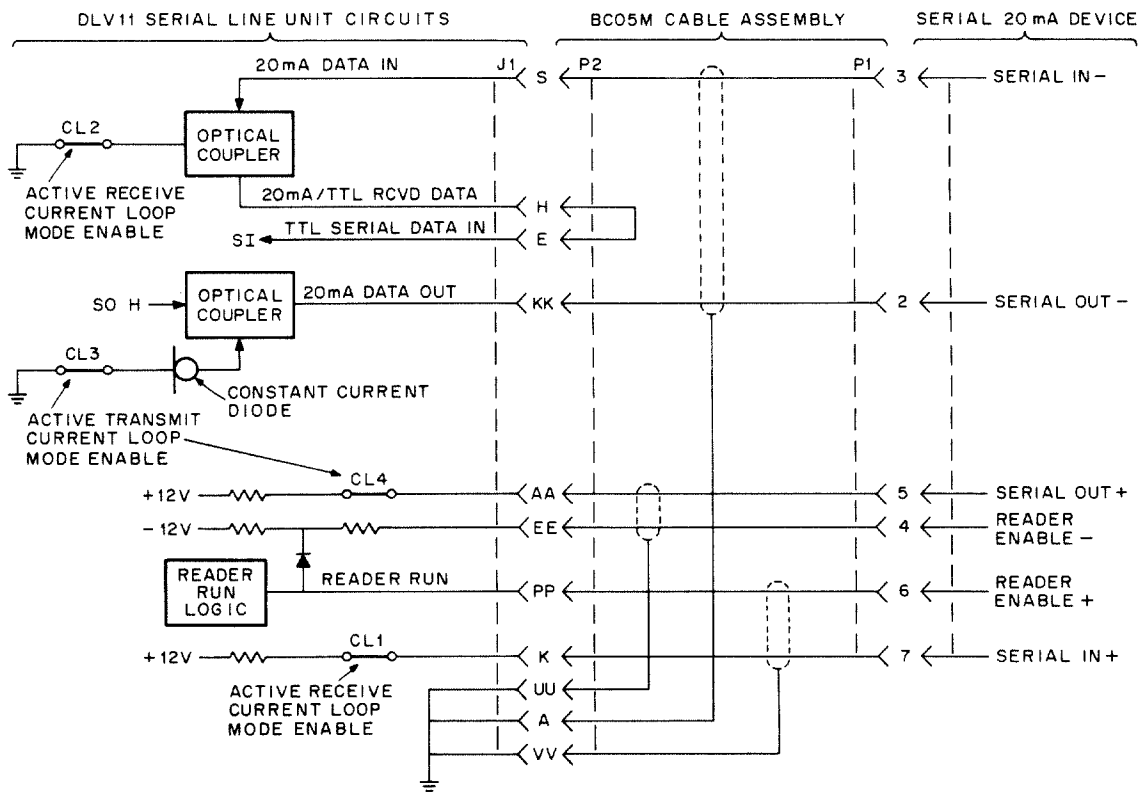 DLV11 SERIAL LINE UNIT CIRCUITS
BC05M CABLE ASSEMBLY
SERIAL 20mA DEVICE
20mA DATA IN
J1
S
P2
P1
3
SERIAL IN-
CL2
OPTICAL
COUPLER
ACTIVE RECEIVE
CURRENT LOOP
MODE ENABLE
20mA/TTL RCVD DATA
H
SI
TTL SERIAL DATA IN
E
SO H
OPTICAL
COUPLER
20mA DATA OUT
KK
2
SERIAL OUT-
CL3
CONSTANT CURRENT
DIODE
ACTIVE TRANSMIT
CURRENT LOOP
MODE ENABLE
CL4
+12V
AA
5
SERIAL OUT+
-12V
EE
4
READER
ENABLE-
READER
RUN
LOGIC
READER RUN
PP
6
READER
ENABLE+
+12V
CL1
K
7
SERIAL IN+
ACTIVE RECEIVE
CURRENT LOOP
MODE ENABLE
UU
A
VV